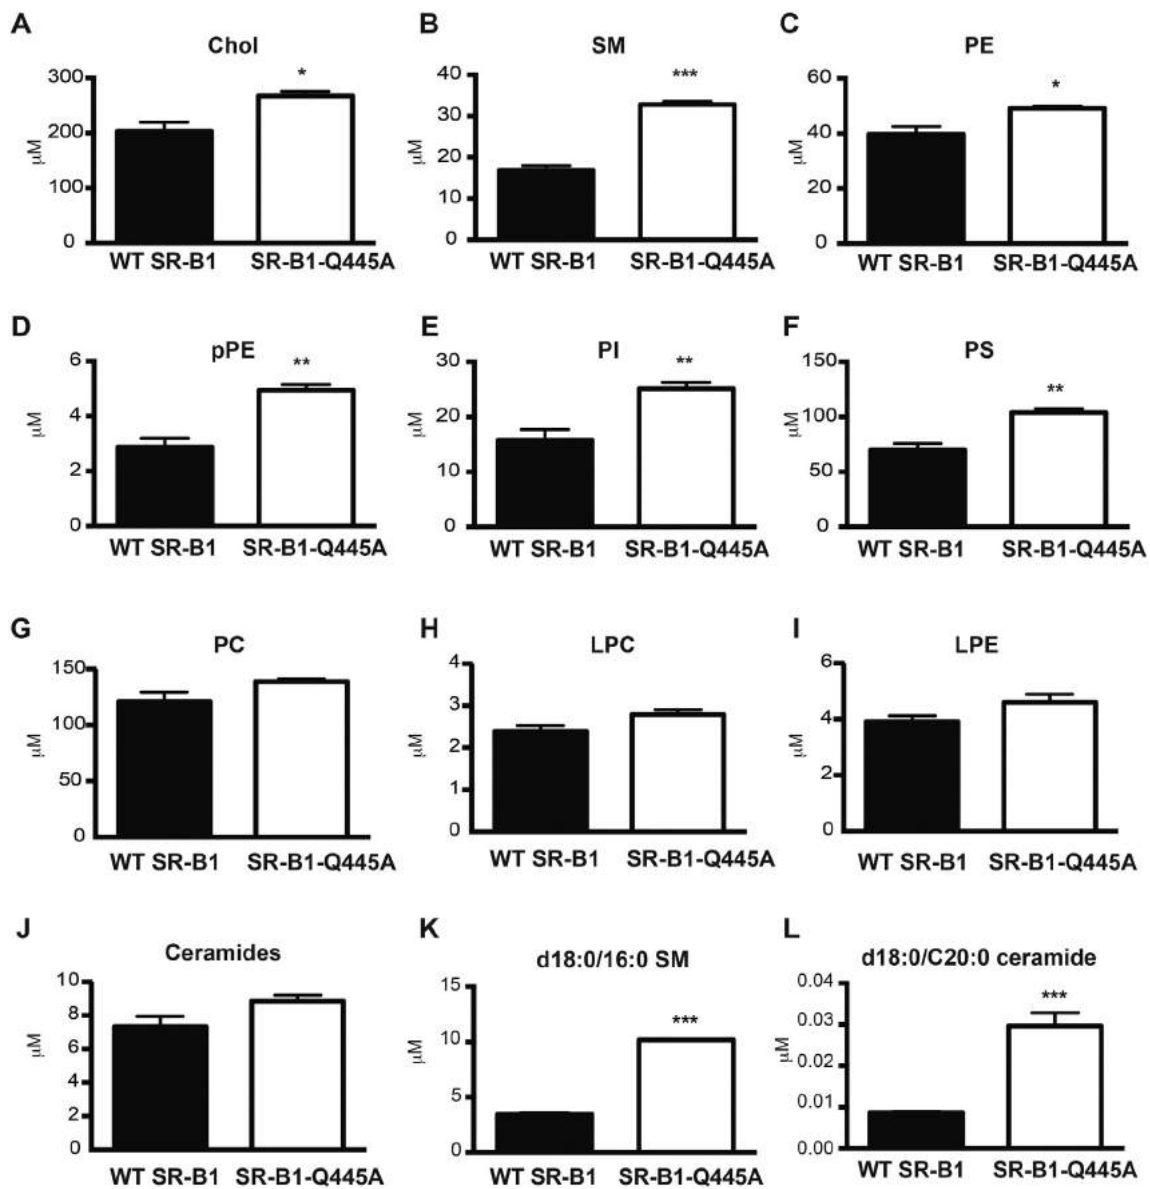 A
Chol
*
300
200
100
0
μM
WT SR-B1 SR-B1-Q445A
B
SM
***
40
30
20
10
0
μM
WT SR-B1 SR-B1-Q445A
C
PE
*
60
40
20
0
μM
WT SR-B1 SR-B1-Q445A
D
pPE
**
6
4
2
0
μM
WT SR-B1 SR-B1-Q445A
E
PI
**
30
20
10
0
μM
WT SR-B1 SR-B1-Q445A
F
PS
**
150
100
50
0
μM
WT SR-B1 SR-B1-Q445A
G
PC
150
100
50
0
μM
WT SR-B1 SR-B1-Q445A
H
LPC
4
3
2
1
0
μM
WT SR-B1 SR-B1-Q445A
I
LPE
6
4
2
0
μM
WT SR-B1 SR-B1-Q445A
J
Ceramides
10
8
6
4
2
0
μM
WT SR-B1 SR-B1-Q445A
K
d18:0/16:0 SM
***
15
10
5
0
μM
WT SR-B1 SR-B1-Q445A
L
d18:0/C20:0 ceramide
***
0.04
0.03
0.02
0.01
0.00
μM
WT SR-B1 SR-B1-Q445A